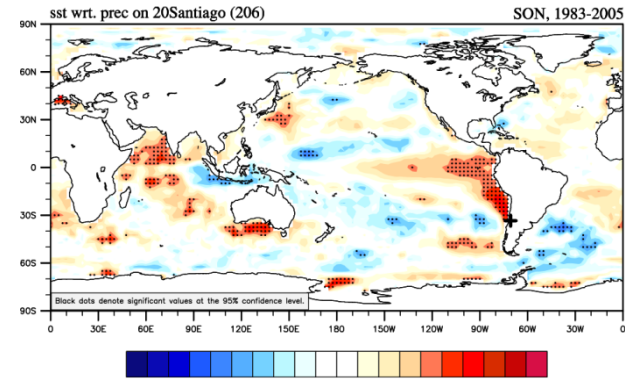 sst wrt. prec on 20Santiago (206)
SON, 1983-2005
90N
60N
30N
0
30S
60S
90S
Black dots denote significant values at the 95% confidence level.
0 30E 60E 90E 120E 150E 180 150W 120W 90W 60W 30W 0